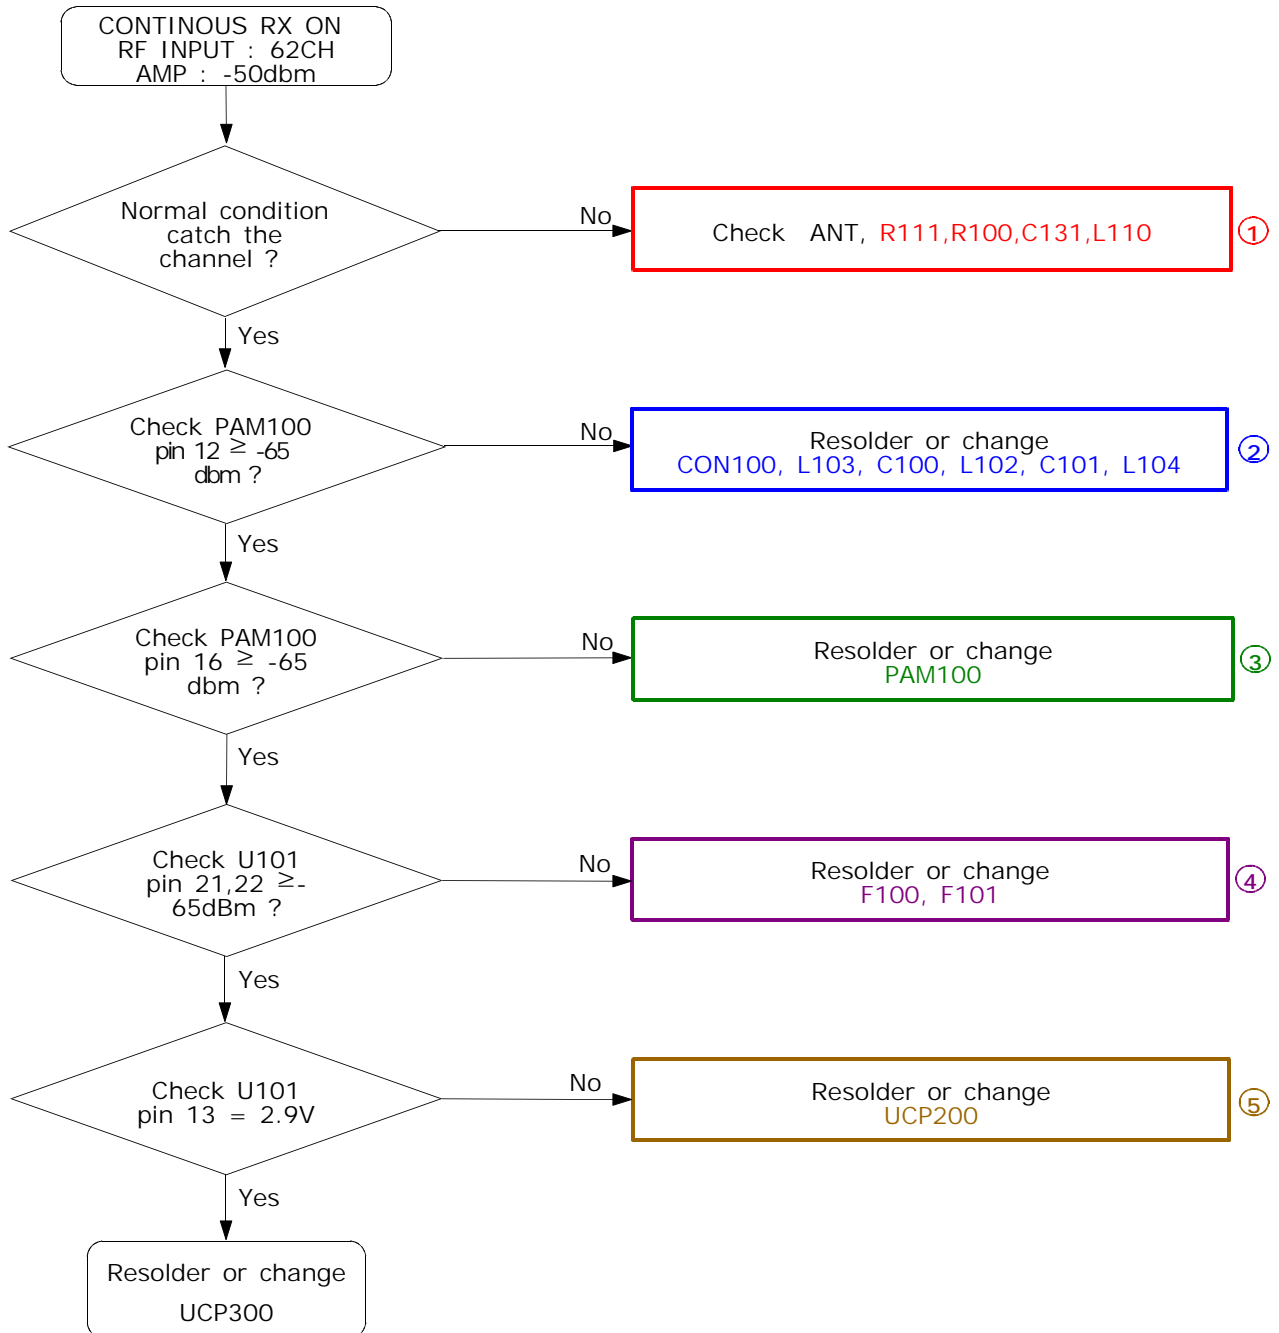 CONTINOUS RX ON
RF INPUT : 62CH
AMP : -50dbm
Normal condition
catch the
channel ?
No
Check ANT, R111,R100,C131,L110
1
Yes
Check PAM100
pin 12 ≥ -65
dbm ?
No
Resolder or change
CON100, L103, C100, L102, C101, L104
2
Yes
Check PAM100
pin 16 ≥ -65
dbm ?
No
Resolder or change
PAM100
3
Yes
Check U101
pin 21,22 ≥-
65dBm ?
No
Resolder or change
F100, F101
4
Yes
Check U101
pin 13 = 2.9V
No
Resolder or change
UCP200
5
Yes
Resolder or change
UCP300